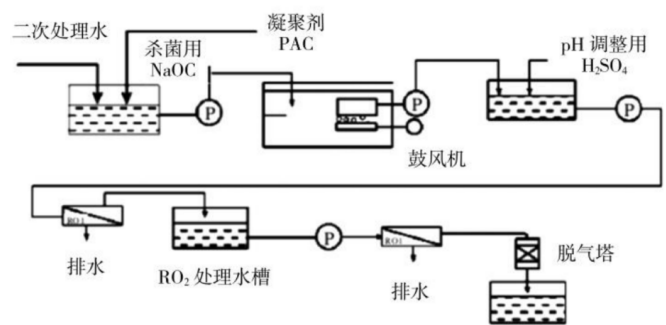 二次处理水
杀菌用
NaOC
凝聚剂
PAC
pH 调整用
H₂SO₄
P
P
P
鼓风机
RO1
排水
RO₂ 处理水槽
P
RO1
排水
脱气塔